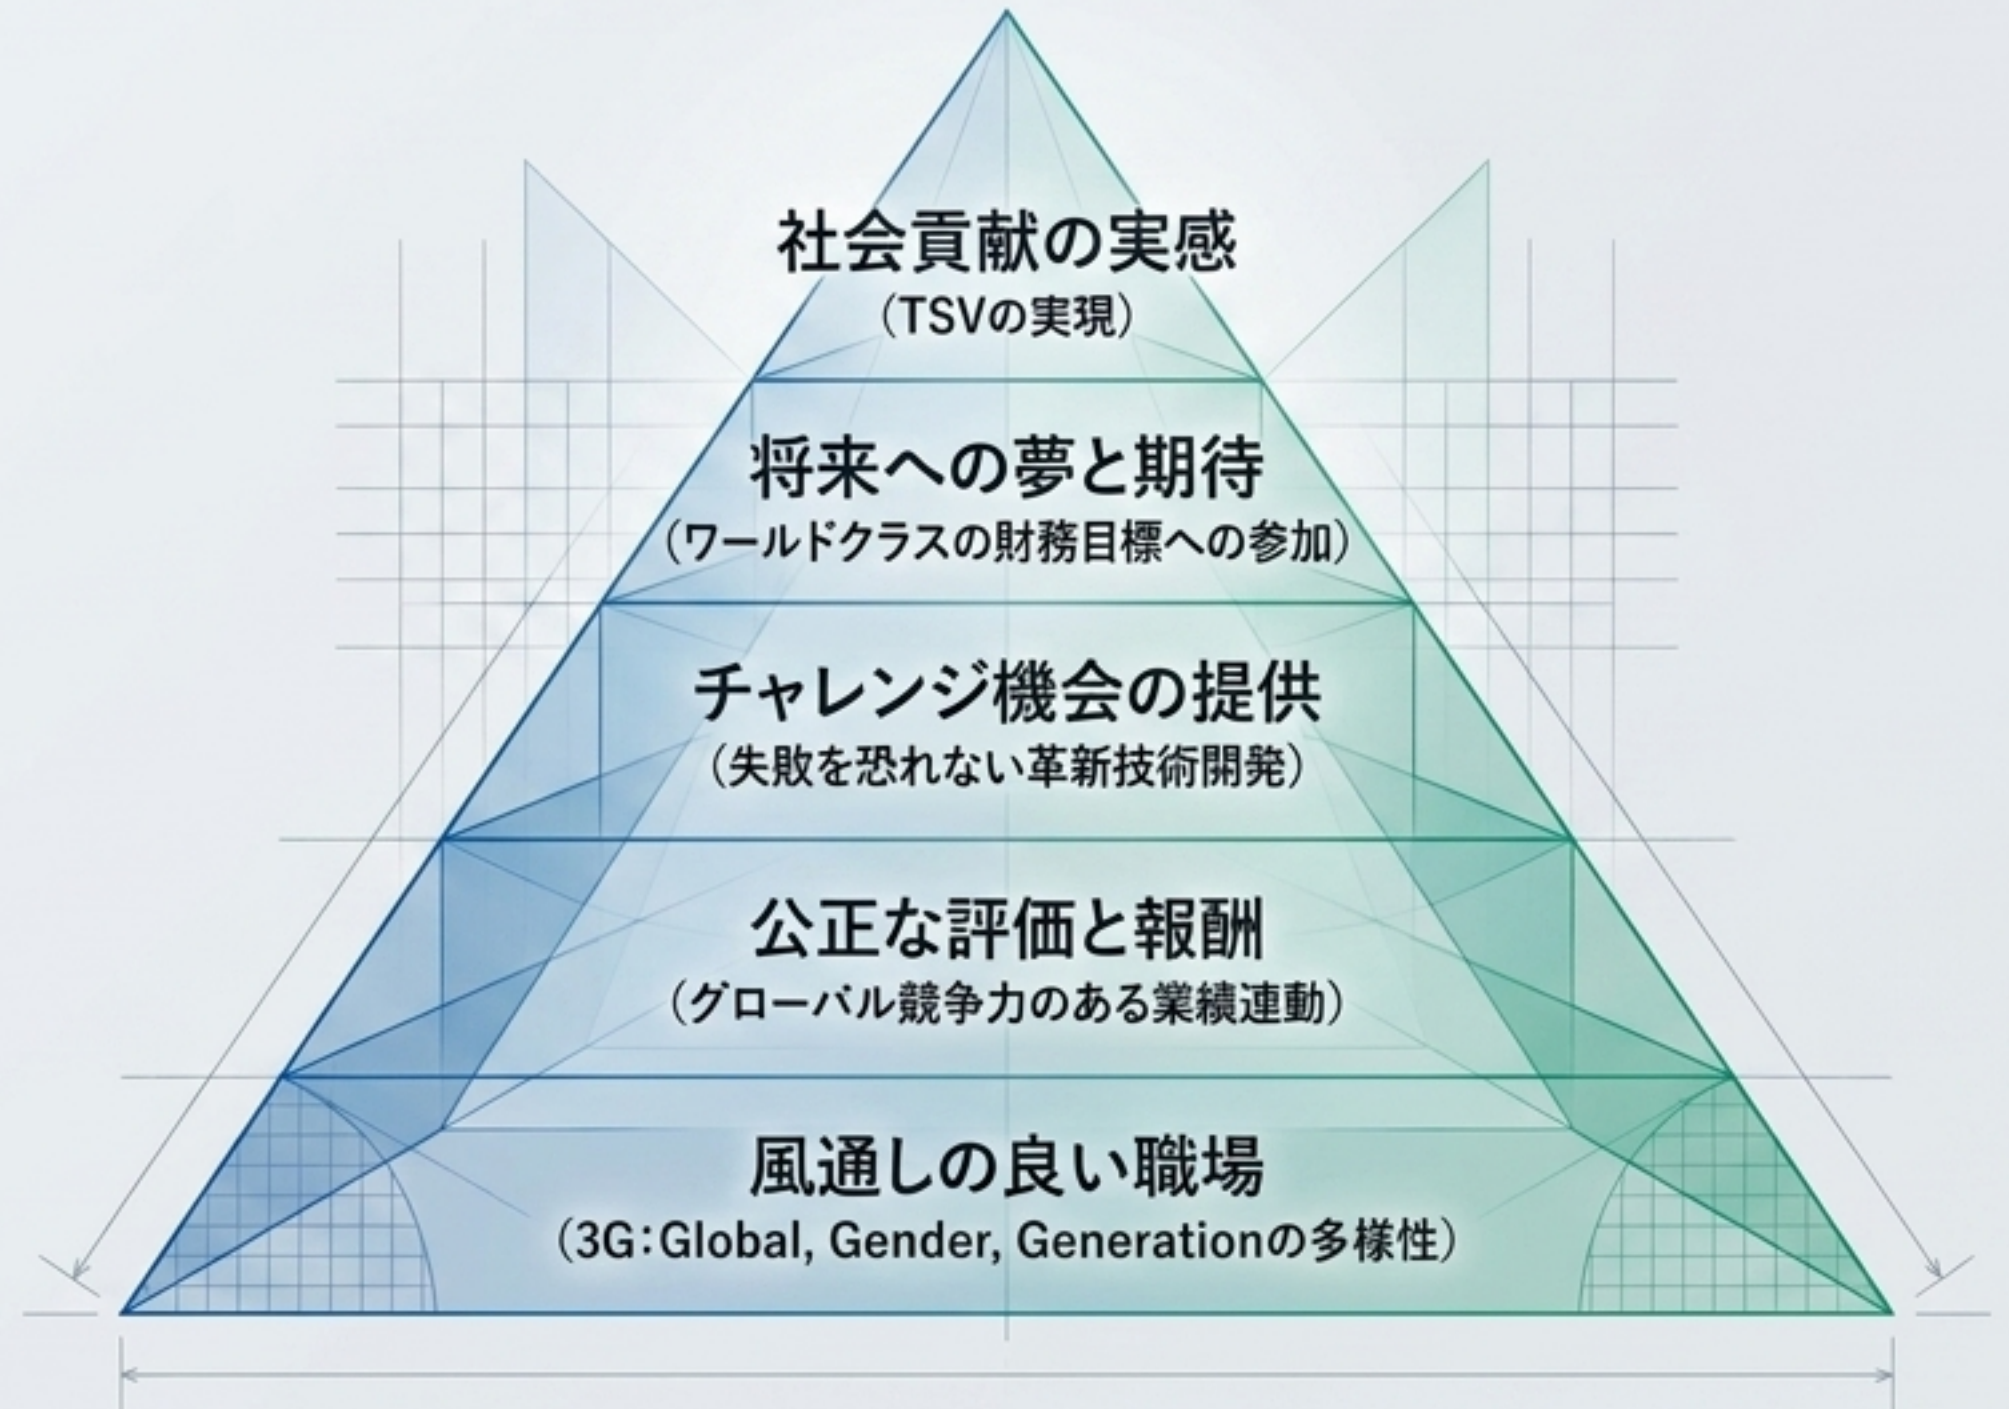 社会貢献の実感
（TSVの実現）
将来への夢と期待
（ワールドクラスの財務目標への参加）
チャレンジ機会の提供
（失敗を恐れない革新技術開発）
公正な評価と報酬
（グローバル競争力のある業績連動）
風通しの良い職場
（3G：Global, Gender, Generationの多様性）